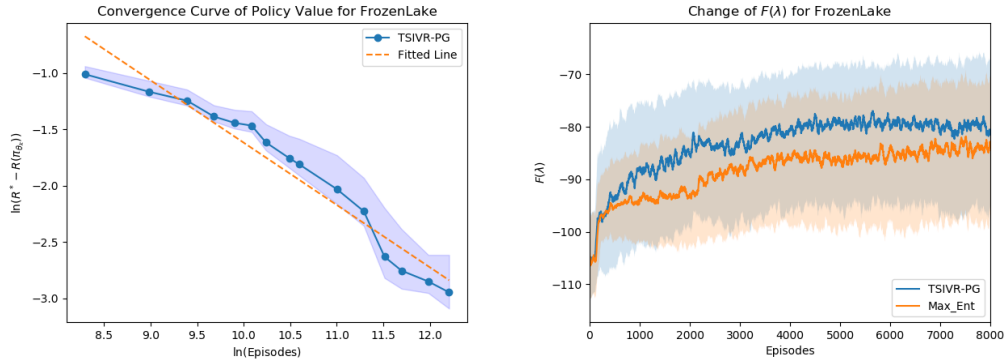 Convergence Curve of Policy Value for FrozenLake
TSIVR-PG
Fitted Line
−1.0
−1.5
−2.0
−2.5
−3.0
ln(R* − R(π_θk))
8.5 9.0 9.5 10.0 10.5 11.0 11.5 12.0
ln(Episodes)
Change of F(λ) for FrozenLake
−70
−80
−90
−100
−110
F(λ)
TSIVR-PG
Max_Ent
0 1000 2000 3000 4000 5000 6000 7000 8000
Episodes